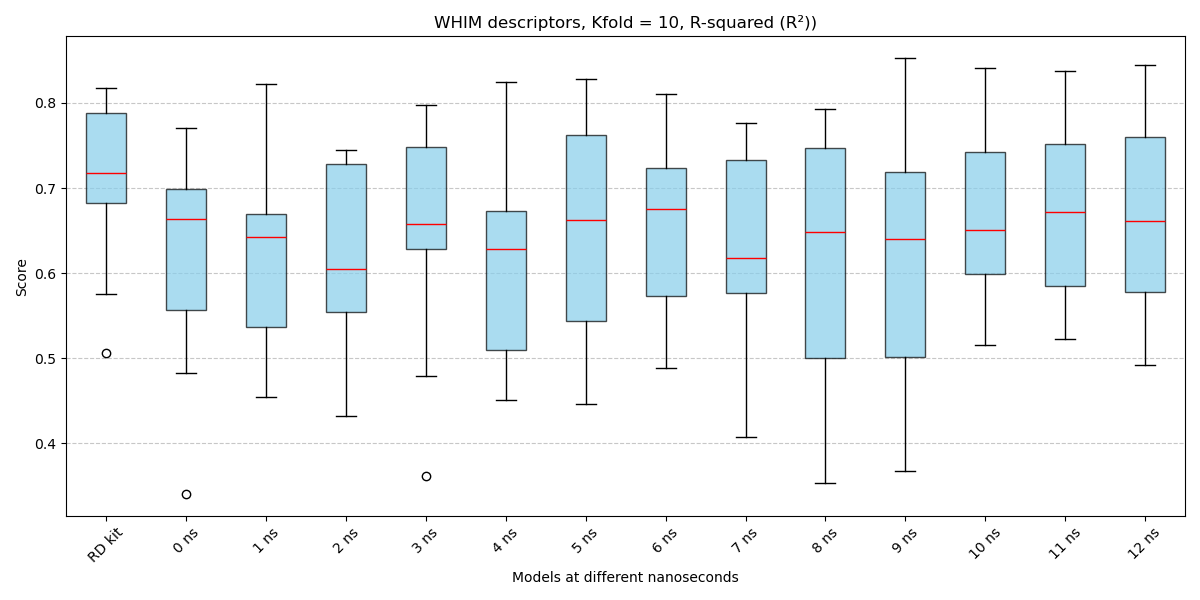 WHIM descriptors, Kfold = 10, R-squared (R²))
Score
0.8
0.7
0.6
0.5
0.4
RD kit
0 ns
1 ns
2 ns
3 ns
4 ns
5 ns
6 ns
7 ns
8 ns
9 ns
10 ns
11 ns
12 ns
Models at different nanoseconds